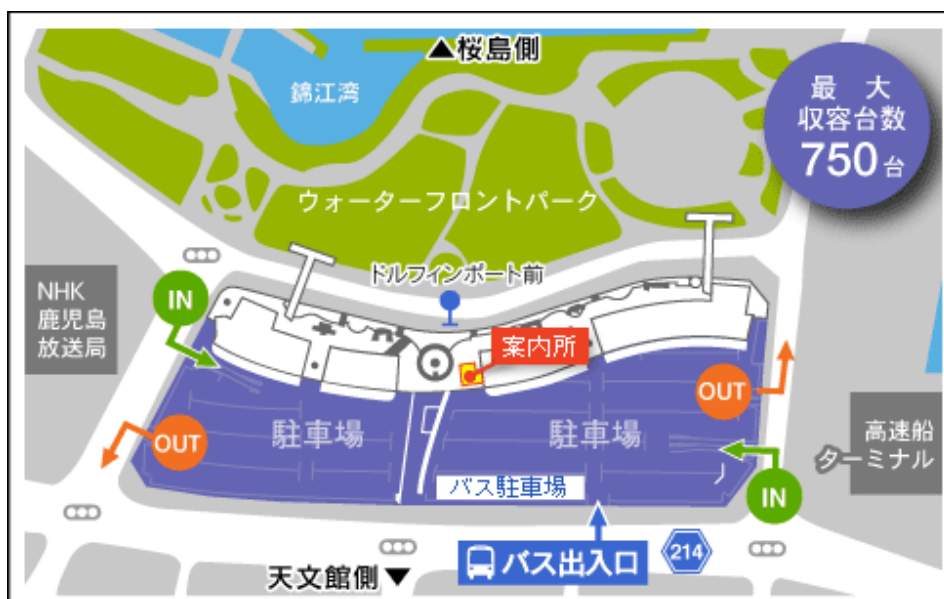 ▲桜島側
錦江湾
最 大
収容台数
750台
ウォーターフロントパーク
ドルフィンポート前
NHK
鹿児島
放送局
IN
案内所
OUT
OUT
駐車場
駐車場
高速船
ターミナル
バス駐車場
IN
バス出入口
214
天文館側▼